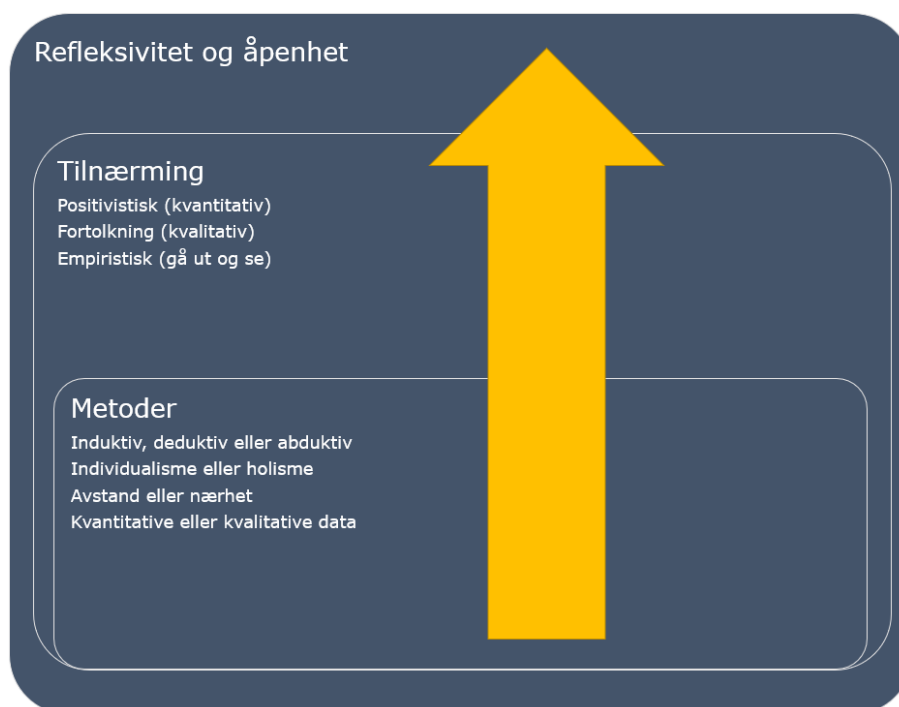 Refleksivitet og åpenhet
Tilnærming
Positivistisk (kvantitativ)
Fortolkning (kvalitativ)
Empiristisk (gå ut og se)
Metoder
Induktiv, deduktiv eller abduktiv
Individualisme eller holisme
Avstand eller nærhet
Kvantitative eller kvalitative data